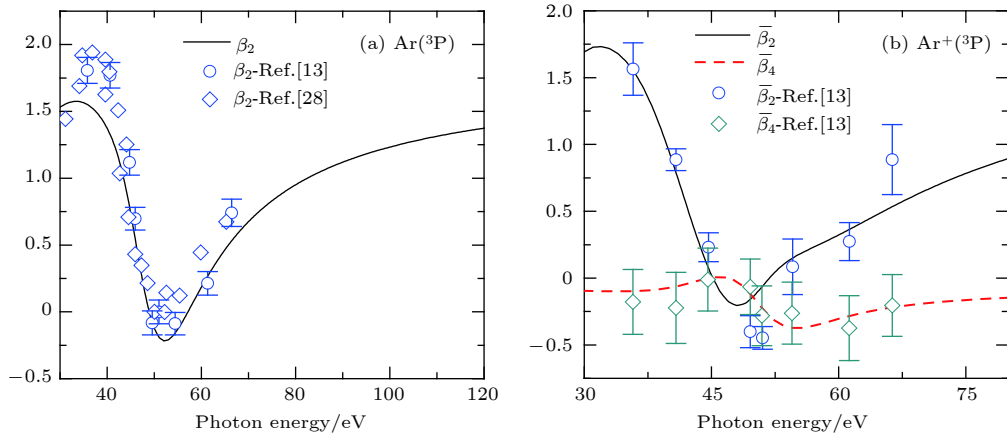 2.0
1.5
1.0
0.5
0
−0.5
40
60
80
100
120
Photon energy/eV
(a) Ar(³P)
β₂
β₂-Ref.[13]
β₂-Ref.[28]
2.0
1.5
1.0
0.5
0
−0.5
30
45
60
75
Photon energy/eV
(b) Ar⁺(³P)
β̅₂
β̅₄
β̅₂-Ref.[13]
β̅₄-Ref.[13]